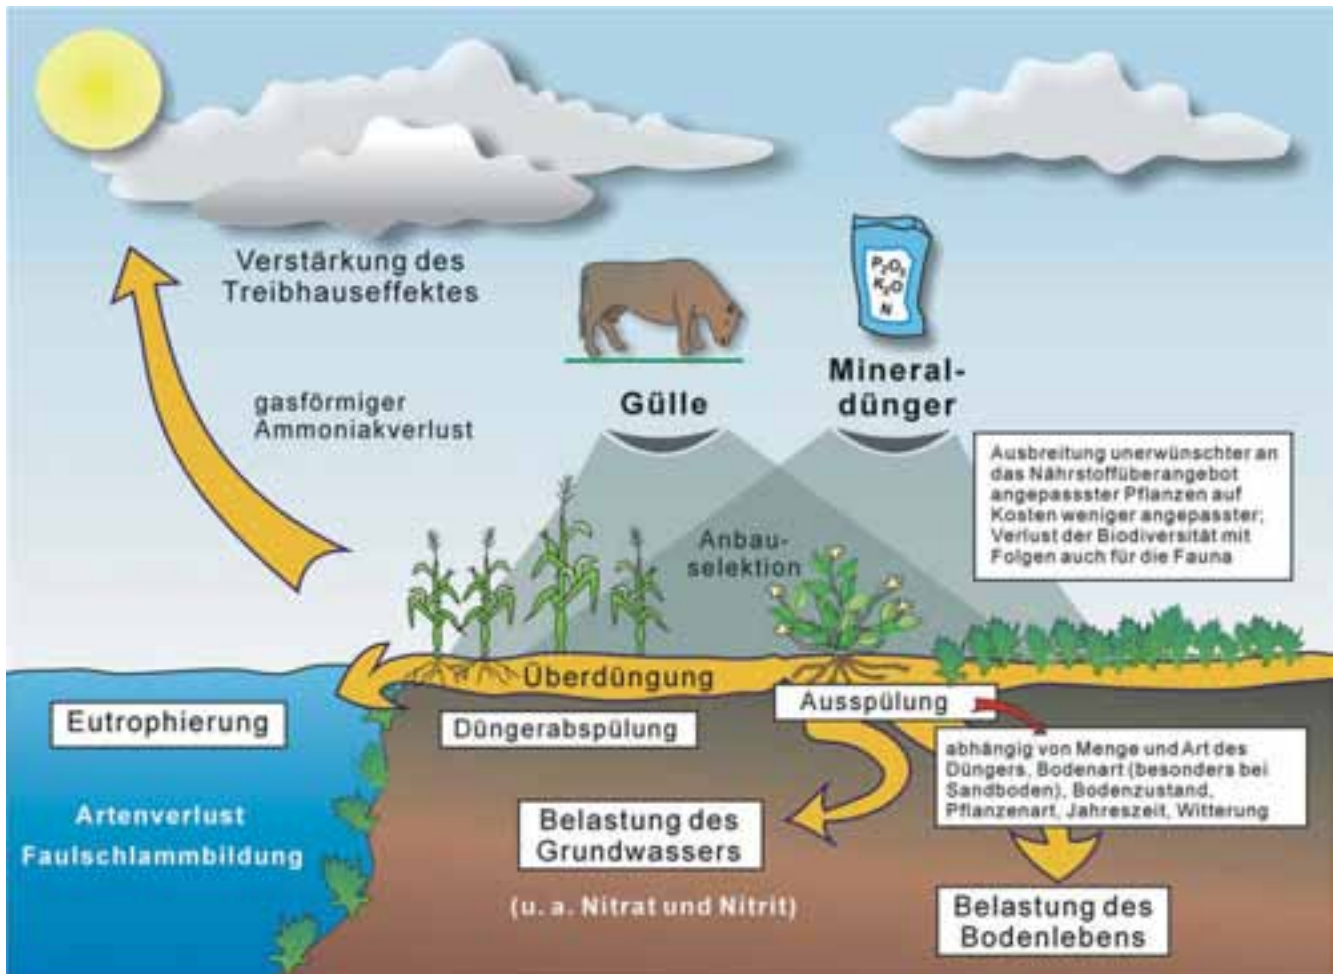 Verstärkung des
Treibhauseffektes
gasförmiger
Ammoniakverlust
Gülle
P2O5
K2O
N
Mineral-
dünger
Ausbreitung unerwünschter an
das Nährstoffüberangebot
angepassster Pflanzen auf
Kosten weniger angepasster;
Verlust der Biodiversität mit
Folgen auch für die Fauna
Anbau-
selektion
Überdüngung
Eutrophierung
Düngerabspülung
Ausspülung
abhängig von Menge und Art des
Düngers, Bodenart (besonders bei
Sandboden), Bodenzustand,
Pflanzenart, Jahreszeit, Witterung
Artenverlust
Faulschlammbildung
Belastung des
Grundwassers
(u. a. Nitrat und Nitrit)
Belastung des
Bodenlebens